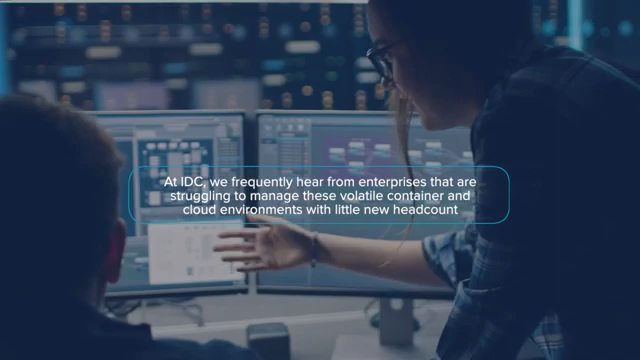 At IDC, we frequently hear from enterprises that are
struggling to manage these volatile container and
cloud environments with little new headcount